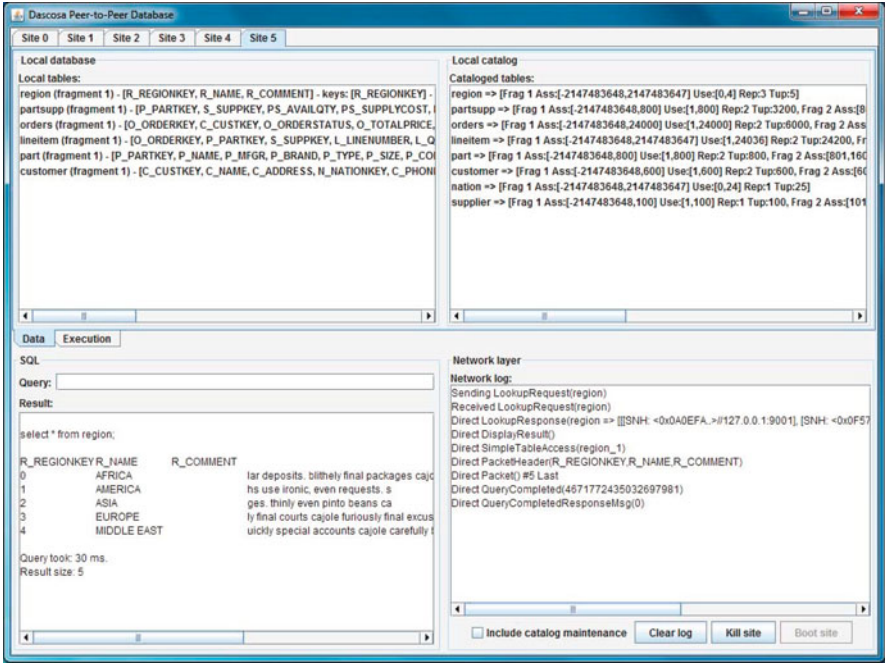 Dascosa Peer-to-Peer Database
Site 0 Site 1 Site 2 Site 3 Site 4 Site 5
Local database
Local tables:
region (fragment 1) - [R_REGIONKEY, R_NAME, R_COMMENT] - keys: [R_REGIONKEY] -
partsupp (fragment 1) - [P_PARTKEY, S_SUPPKEY, PS_AVAILQTY, PS_SUPPLYCOST,
orders (fragment 1) - [O_ORDERKEY, C_CUSTKEY, O_ORDERSTATUS, O_TOTALPRICE,
lineitem (fragment 1) - [O_ORDERKEY, P_PARTKEY, S_SUPPKEY, L_LINENUMBER, L_Q
part (fragment 1) - [P_PARTKEY, P_NAME, P_MFGR, P_BRAND, P_TYPE, P_SIZE, P_CO
customer (fragment 1) - [C_CUSTKEY, C_NAME, C_ADDRESS, N_NATIONKEY, C_PHON
Local catalog
Cataloged tables:
region => [Frag 1 Ass:[-2147483648,2147483647] Use:[0,4] Rep:3 Tup:5]
partsupp => [Frag 1 Ass:[-2147483648,800] Use:[1,800] Rep:2 Tup:3200, Frag 2 Ass:[8
orders => [Frag 1 Ass:[-2147483648,24000] Use:[1,24000] Rep:2 Tup:6000, Frag 2 Ass
lineitem => [Frag 1 Ass:[-2147483648,2147483647] Use:[1,24036] Rep:2 Tup:24200, Fr
part => [Frag 1 Ass:[-2147483648,800] Use:[1,800] Rep:2 Tup:800, Frag 2 Ass:[801,160
customer => [Frag 1 Ass:[-2147483648,600] Use:[1,600] Rep:2 Tup:600, Frag 2 Ass:[60
nation => [Frag 1 Ass:[-2147483648,2147483647] Use:[0,24] Rep:1 Tup:25]
supplier => [Frag 1 Ass:[-2147483648,100] Use:[1,100] Rep:1 Tup:100, Frag 2 Ass:[101
Data Execution
SQL
Query:
Result:
select * from region;
R_REGIONKEY R_NAME R_COMMENT
0 AFRICA lar deposits. blithely final packages cajo
1 AMERICA hs use ironic, even requests. s
2 ASIA ges. thinly even pinto beans ca
3 EUROPE ly final courts cajole furiously final excus
4 MIDDLE EAST uickly special accounts cajole carefully b
Query took: 30 ms.
Result size: 5
Network layer
Network log:
Sending LookupRequest(region)
Received LookupRequest(region)
Direct LookupResponse(region => [[[SNH: <0x0A0EFA..>//127.0.0.1:9001], [SNH: <0x0F57
Direct DisplayResult()
Direct SimpleTableAccess(region_1)
Direct PacketHeader(R_REGIONKEY,R_NAME,R_COMMENT)
Direct Packet() #5 Last
Direct QueryCompleted(4671772435032697981)
Direct QueryCompletedResponseMsg(0)
Include catalog maintenance Clear log Kill site Boot site